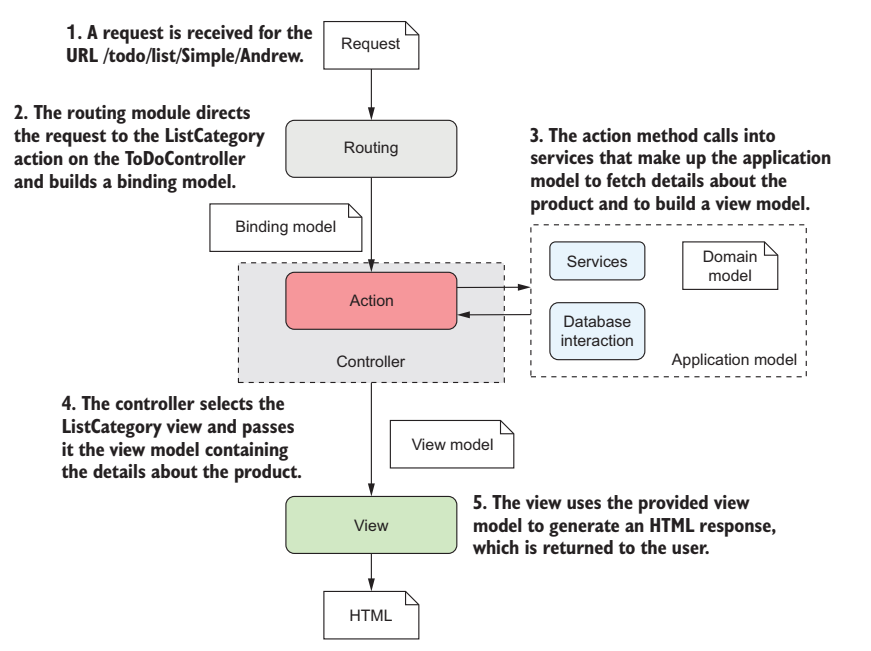 1. A request is received for the
URL /todo/list/Simple/Andrew.
Request
2. The routing module directs
the request to the ListCategory
action on the ToDoController
and builds a binding model.
Routing
3. The action method calls into
services that make up the application
model to fetch details about the
product and to build a view model.
Binding model
Action
Controller
Services
Domain
model
Database
interaction
Application model
4. The controller selects the
ListCategory view and passes
it the view model containing
the details about the product.
View model
View
5. The view uses the provided view
model to generate an HTML response,
which is returned to the user.
HTML